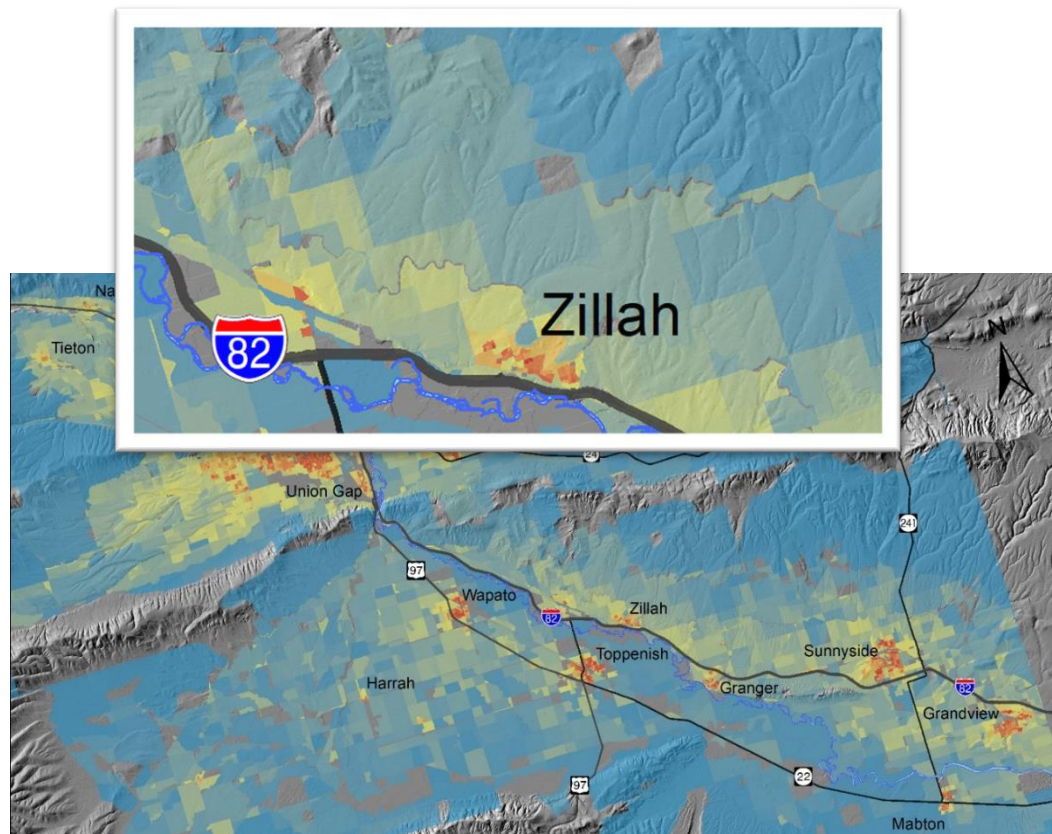 Zillah
82
Na
Tieton
N
24
Union Gap
241
97
Wapato
Zillah
82
Sunnyside
Toppenish
Harrah
Granger
82
Grandview
97
22
Mabton